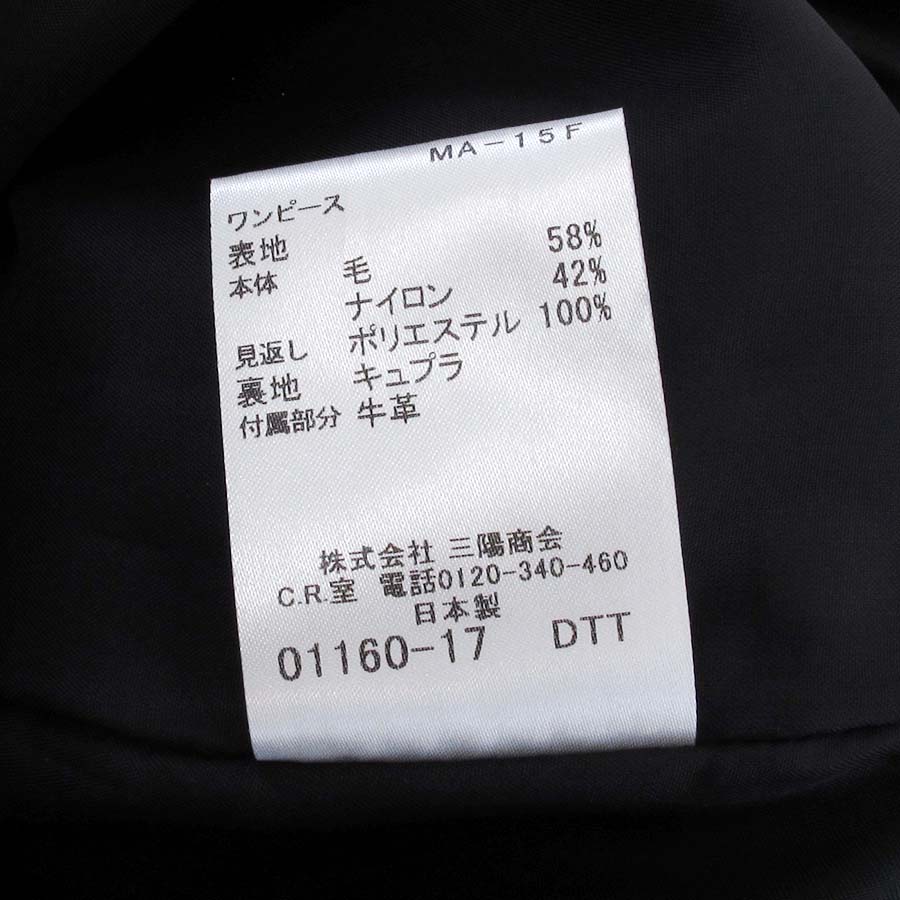 MA-15F
ワンピース
表地 58%
本体 毛 42%
ナイロン 100%
見返し ポリエステル
裏地 キュプラ
付属部分 牛革
株式会社 三陽商会
C.R.室 電話0120-340-460
日本製
01160-17 DTT